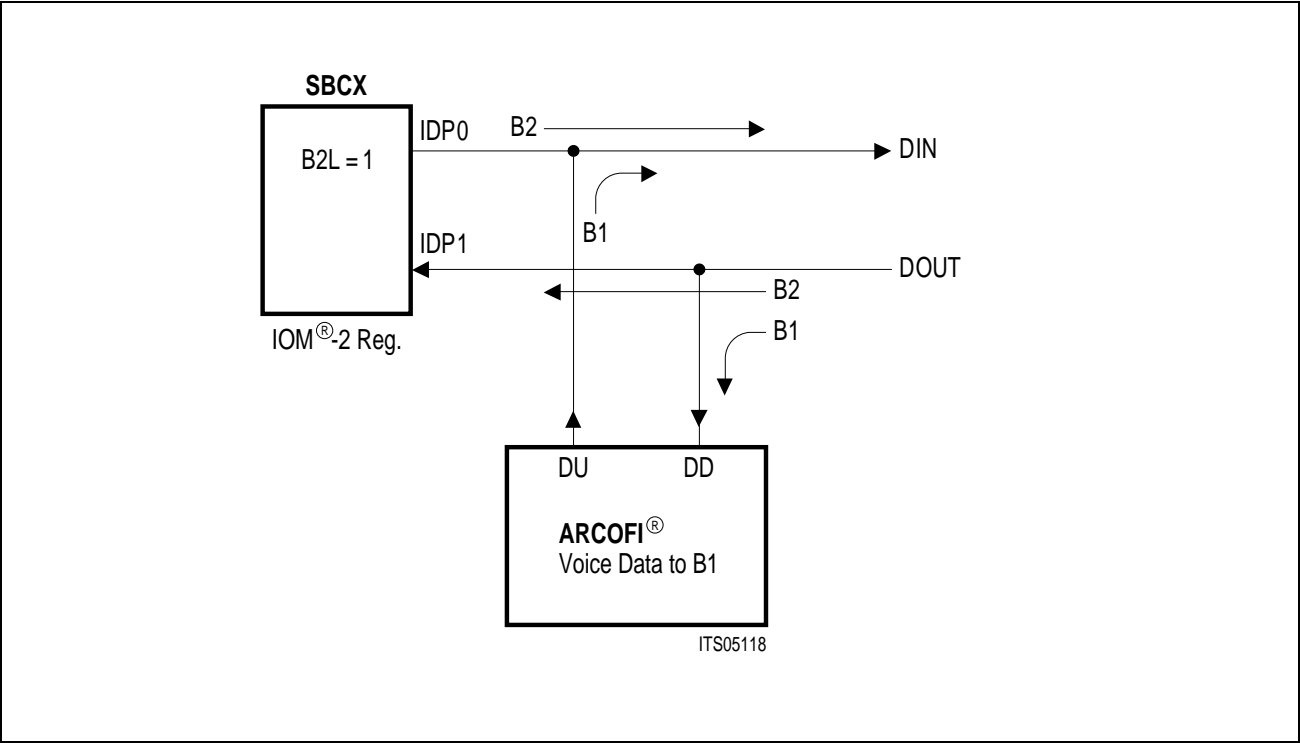 SBCX
IDP0
B2
DIN
B2L = 1
B1
IDP1
DOUT
B2
B1
IOM®-2 Reg.
DU
DD
ARCOFI®
Voice Data to B1
ITS05118